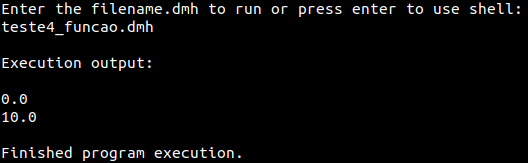 Enter the filename.dmh to run or press enter to use shell:
teste4_funcao.dmh
Execution output:
0.0
10.0
Finished program execution.